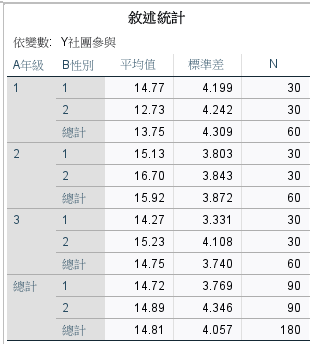 敘述統計
依變數: Y社團參與
A年級 B性別 平均值 標準差 N
1 1 14.77 4.199 30
2 12.73 4.242 30
總計 13.75 4.309 60
2 1 15.13 3.803 30
2 16.70 3.843 30
總計 15.92 3.872 60
3 1 14.27 3.331 30
2 15.23 4.108 30
總計 14.75 3.740 60
總計 1 14.72 3.769 90
2 14.89 4.346 90
總計 14.81 4.057 180